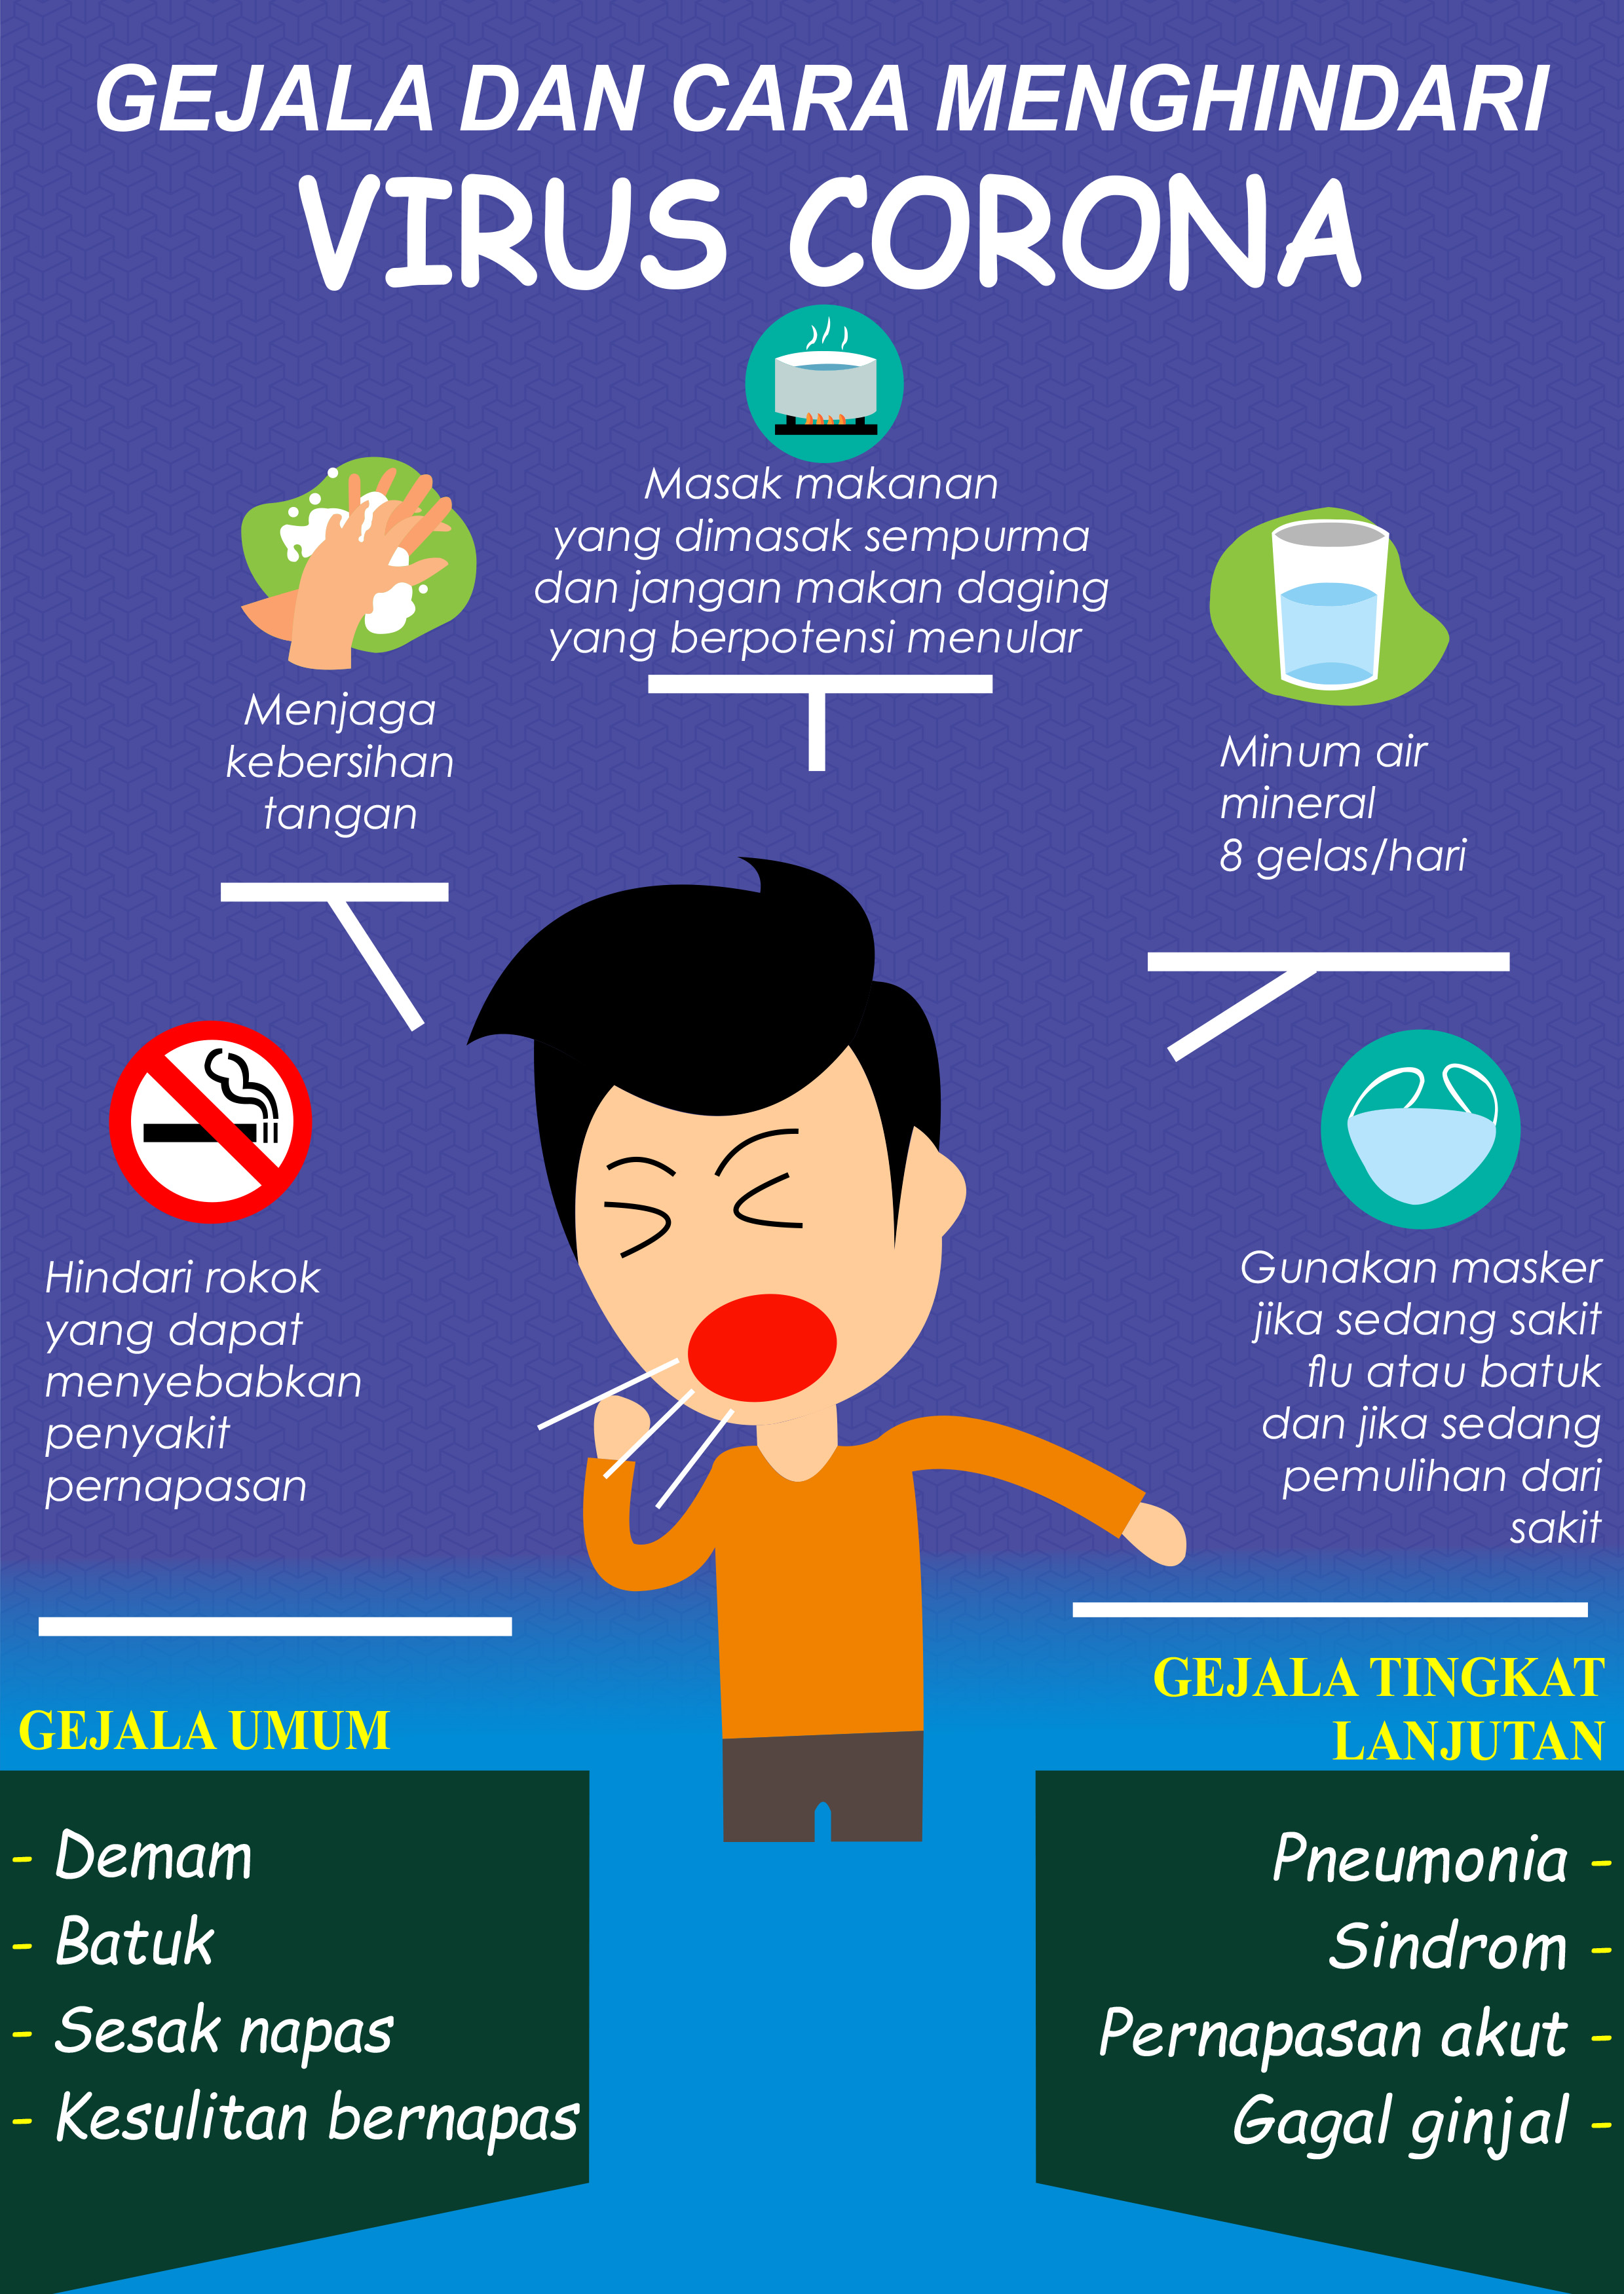 GEJALA DAN CARA MENGHINDARI
VIRUS CORONA
Masak makanan
yang dimasak sempurma
dan jangan makan daging
yang berpotensi menular
Menjaga
kebersihan
tangan
Minum air
mineral
8 gelas/hari
Hindari rokok
yang dapat
menyebabkan
penyakit
pernapasan
Gunakan masker
jika sedang sakit
flu atau batuk
dan jika sedang
pemulihan dari
sakit
GEJALA UMUM
- Demam
- Batuk
- Sesak napas
- Kesulitan bernapas
GEJALA TINGKAT
LANJUTAN
Pneumonia -
Sindrom -
Pernapasan akut -
Gagal ginjal -